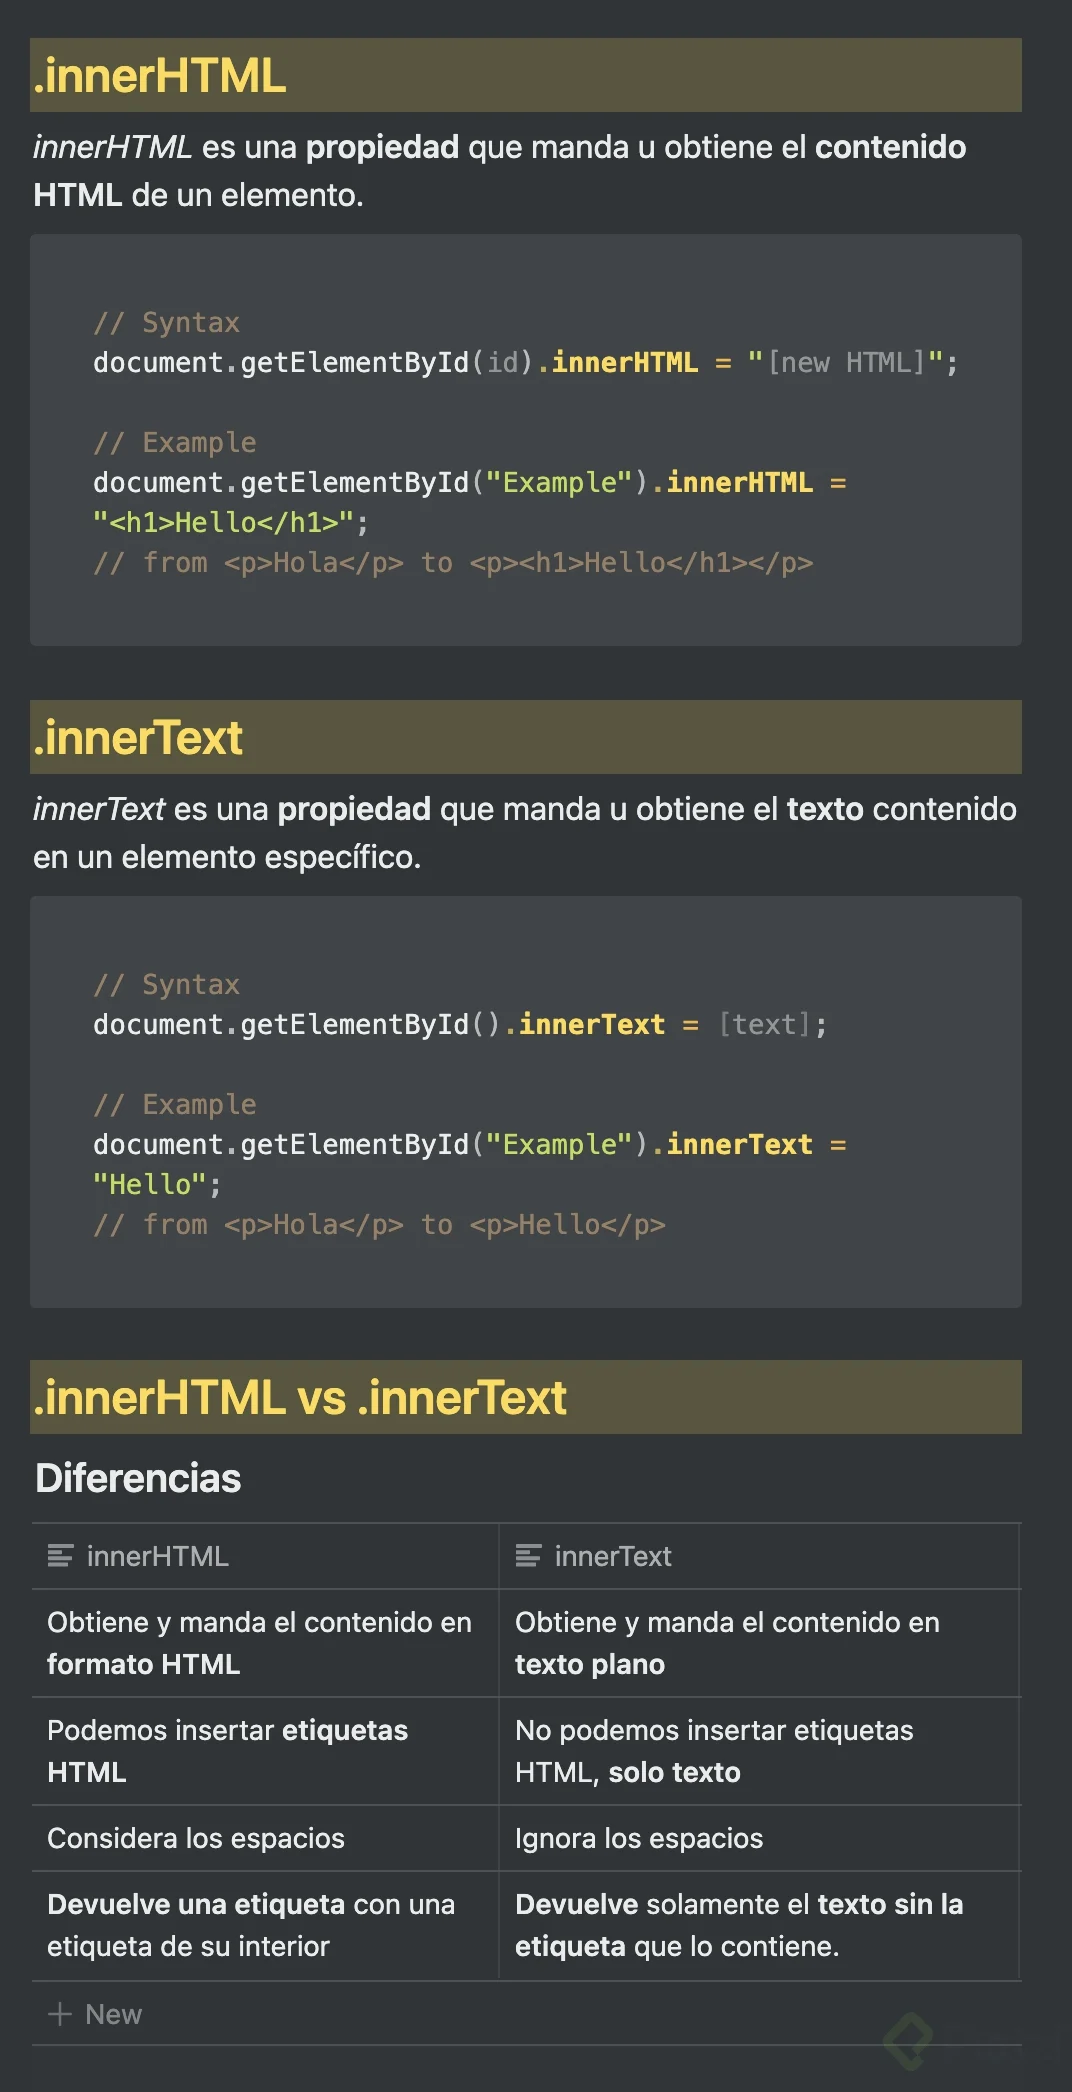 .innerHTML
innerHTML es una propiedad que manda u obtiene el contenido
HTML de un elemento.
// Syntax
document.getElementById(id).innerHTML = "[new HTML]";
// Example
document.getElementById("Example").innerHTML =
"<h1>Hello</h1>";
// from <p>Hola</p> to <p><h1>Hello</h1></p>
.innerText
innerText es una propiedad que manda u obtiene el texto contenido
en un elemento específico.
// Syntax
document.getElementById().innerText = [text];
// Example
document.getElementById("Example").innerText =
"Hello";
// from <p>Hola</p> to <p>Hello</p>
.innerHTML vs .innerText
Diferencias
innerHTML innerText
Obtiene y manda el contenido en
formato HTML
Obtiene y manda el contenido en
texto plano
Podemos insertar etiquetas
HTML
No podemos insertar etiquetas
HTML, solo texto
Considera los espacios
Ignora los espacios
Devuelve una etiqueta con una
etiqueta de su interior
Devuelve solamente el texto sin la
etiqueta que lo contiene.
+ New